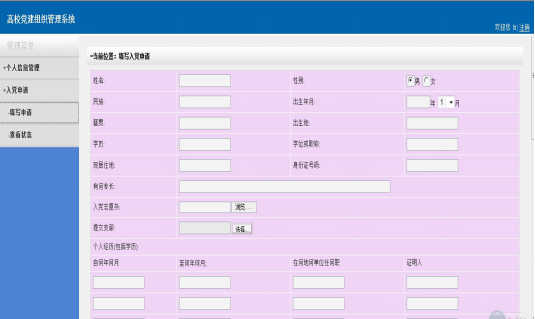 高校党建组织管理系统
欢迎您 lx| 注销
管理菜单
+个人信息管理
+入党申请
-填写申请
-查看状态
-当前位置：填写入党申请
姓名: 性别: 男 女
民族: 出生年月: 年 1 月
籍贯: 出生地:
学历: 学位或职称:
现居住地: 身份证号码:
有何专长:
入党志愿书: 浏览...
提交支部: 选择...
个人经历(包括学历)
自何年何月 至何年何月: 在何地何单位任何职 证明人